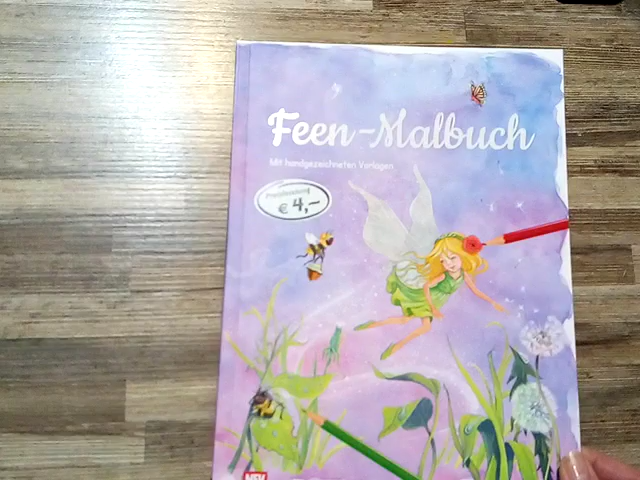 Feen-Malbuch
Mit handgezeichneten Vorlagen
€ 4,–